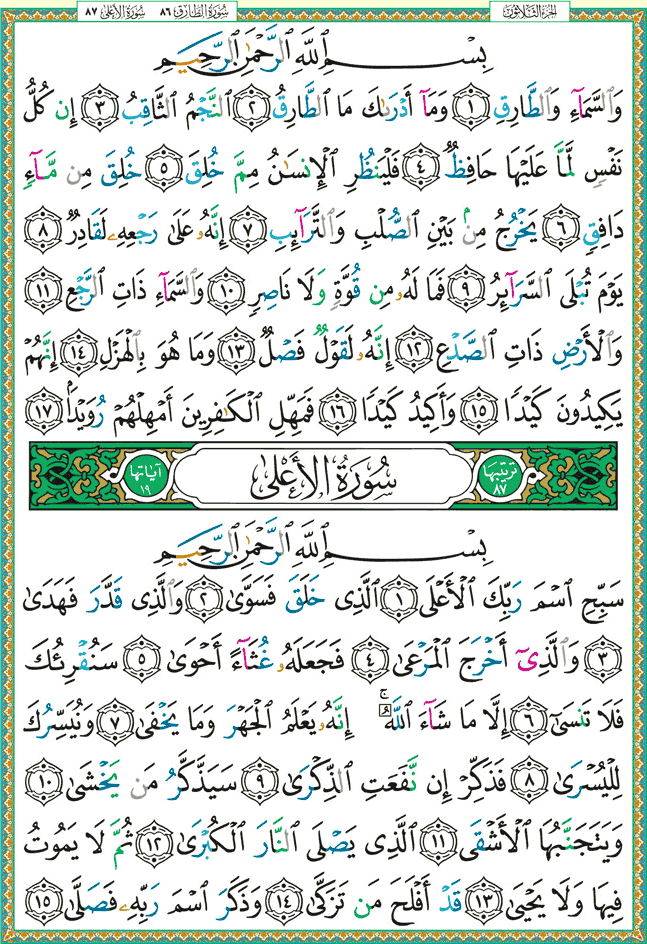 الجزء الثلاثون
سورة الطارق ٨٦
سورة الأعلى ٨٧
بِسْمِ ٱللَّهِ ٱلرَّحْمَٰنِ ٱلرَّحِيمِ
وَٱلسَّمَآءِ وَٱلطَّارِقِ ١ وَمَآ أَدْرَىٰكَ مَا ٱلطَّارِقُ ٢ ٱلنَّجْمُ ٱلثَّاقِبُ ٣ إِن كُلُّ
نَفْسٍ لَّمَّا عَلَيْهَا حَافِظٌ ٤ فَلْيَنظُرِ ٱلْإِنسَٰنُ مِمَّ خُلِقَ ٥ خُلِقَ مِن مَّآءٍ
دَافِقٍ ٦ يَخْرُجُ مِنۢ بَيْنِ ٱلصُّلْبِ وَٱلتَّرَآئِبِ ٧ إِنَّهُۥ عَلَىٰ رَجْعِهِۦ لَقَادِرٌ ٨
يَوْمَ تُبْلَى ٱلسَّرَآئِرُ ٩ فَمَا لَهُۥ مِن قُوَّةٍ وَلَا نَاصِرٍ ١٠ وَٱلسَّمَآءِ ذَاتِ ٱلرَّجْعِ ١١
وَٱلْأَرْضِ ذَاتِ ٱلصَّدْعِ ١٢ إِنَّهُۥ لَقَوْلٌ فَصْلٌ ١٣ وَمَا هُوَ بِٱلْهَزْلِ ١٤ إِنَّهُمْ
يَكِيدُونَ كَيْدًا ١٥ وَأَكِيدُ كَيْدًا ١٦ فَمَهِّلِ ٱلْكَٰفِرِينَ أَمْهِلْهُمْ رُوَيْدًۢا ١٧
ترتيبها ٨٧ سُورَةُ الأَعْلَىٰ آياتها ١٩
بِسْمِ ٱللَّهِ ٱلرَّحْمَٰنِ ٱلرَّحِيمِ
سَبِّحِ ٱسْمَ رَبِّكَ ٱلْأَعْلَى ١ ٱلَّذِى خَلَقَ فَسَوَّىٰ ٢ وَٱلَّذِى قَدَّرَ فَهَدَىٰ
٣ وَٱلَّذِىٓ أَخْرَجَ ٱلْمَرْعَىٰ ٤ فَجَعَلَهُۥ غُثَآءً أَحْوَىٰ ٥ سَنُقْرِئُكَ
فَلَا تَنسَىٰٓ ٦ إِلَّا مَا شَآءَ ٱللَّهُ ۚ إِنَّهُۥ يَعْلَمُ ٱلْجَهْرَ وَمَا يَخْفَىٰ ٧ وَنُيَسِّرُكَ
لِلْيُسْرَىٰ ٨ فَذَكِّرْ إِن نَّفَعَتِ ٱلذِّكْرَىٰ ٩ سَيَذَّكَّرُ مَن يَخْشَىٰ ١٠
وَيَتَجَنَّبُهَا ٱلْأَشْقَى ١١ ٱلَّذِى يَصْلَى ٱلنَّارَ ٱلْكُبْرَىٰ ١٢ ثُمَّ لَا يَمُوتُ
فِيهَا وَلَا يَحْيَىٰ ١٣ قَدْ أَفْلَحَ مَن تَزَكَّىٰ ١٤ وَذَكَرَ ٱسْمَ رَبِّهِۦ فَصَلَّىٰ ١٥